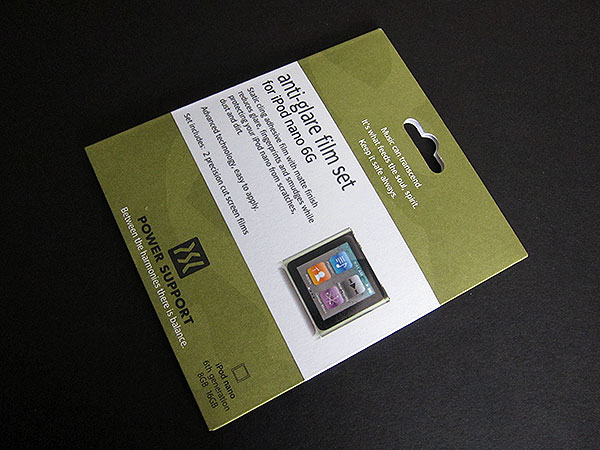 Music can transcend.
It's what feeds the soul, spirit.
Keep it safe always.
anti-glare film set
for iPod nano 6G
Static cling adhesive film with matte finish
reduces glare, fingerprints and smudges while
protecting your iPod nano from scratches,
dust and dirt.
Advanced technology, easy to apply.
Set includes: 2 precision cut screen films
POWER SUPPORT
Between the harmonies there is balance.
iPod nano
6th generation
8GB 16GB